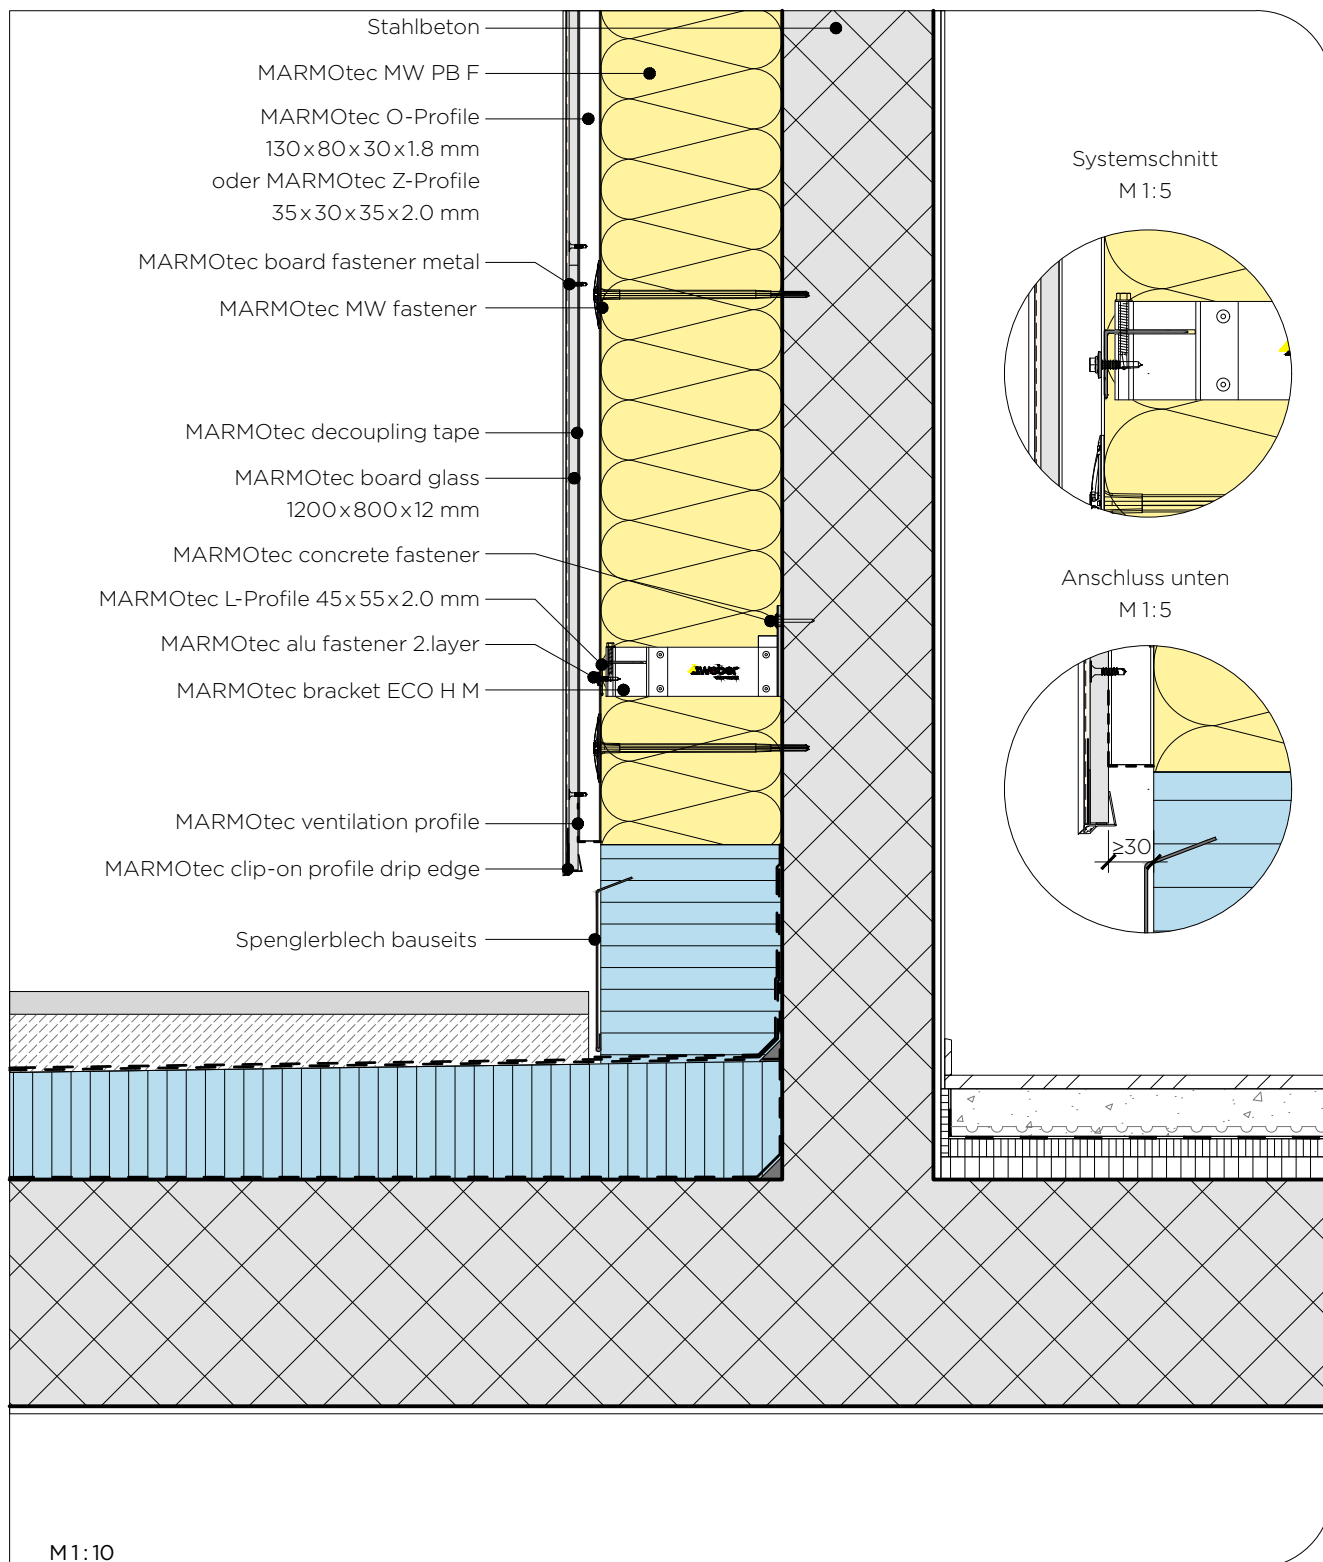 Stahlbeton
MARMOtec MW PB F
MARMOtec O-Profile
130x80x30x1.8 mm
oder MARMOtec Z-Profile
35x30x35x2.0 mm
MARMOtec board fastener metal
MARMOtec MW fastener
MARMOtec decoupling tape
MARMOtec board glass
1200x800x12 mm
MARMOtec concrete fastener
MARMOtec L-Profile 45x55x2.0 mm
MARMOtec alu fastener 2.layer
MARMOtec bracket ECO H M
weber
MARMOtec ventilation profile
MARMOtec clip-on profile drip edge
Spenglerblech bauseits
Systemschnitt
M 1:5
Anschluss unten
M 1:5
≥30
M 1:10